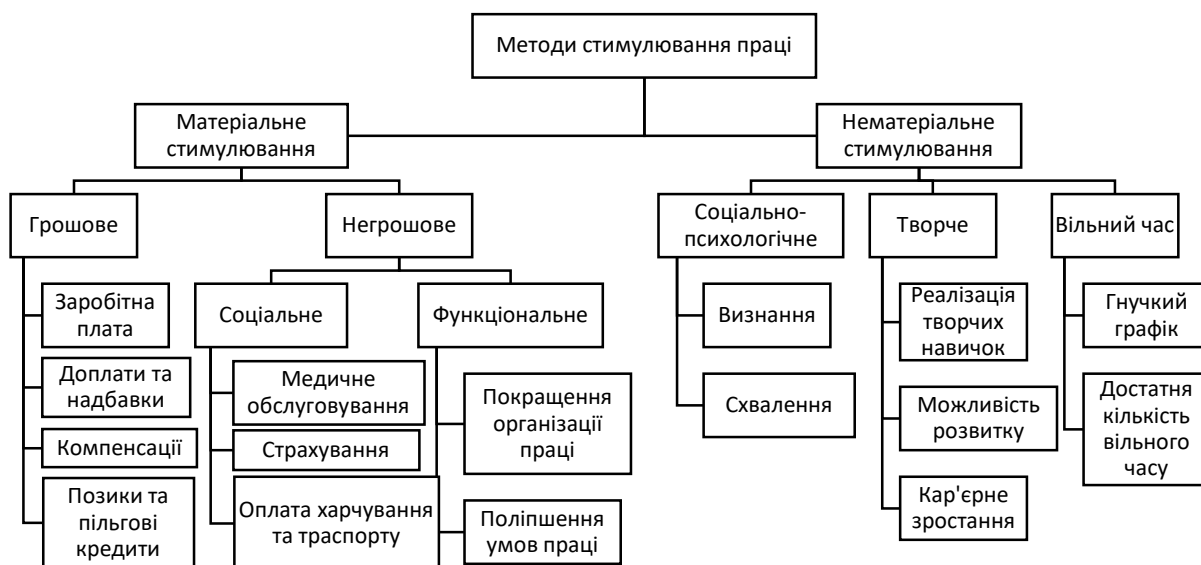 Методи стимулювання праці
Матеріальне
стимулювання
Нематеріальне
стимулювання
Грошове
Негрошове
Соціально-
психологічне
Творче
Вільний час
Заробітна
плата
Доплати та
надбавки
Компенсації
Позики та
пільгові
кредити
Соціальне
Медичне
обслуговування
Страхування
Оплата харчування
та траспорту
Функціональне
Покращення
організації
праці
Поліпшення
умов праці
Визнання
Схвалення
Реалізація
творчих
навичок
Можливість
розвитку
Кар'єрне
зростання
Гнучкий
графік
Достатня
кількість
вільного
часу